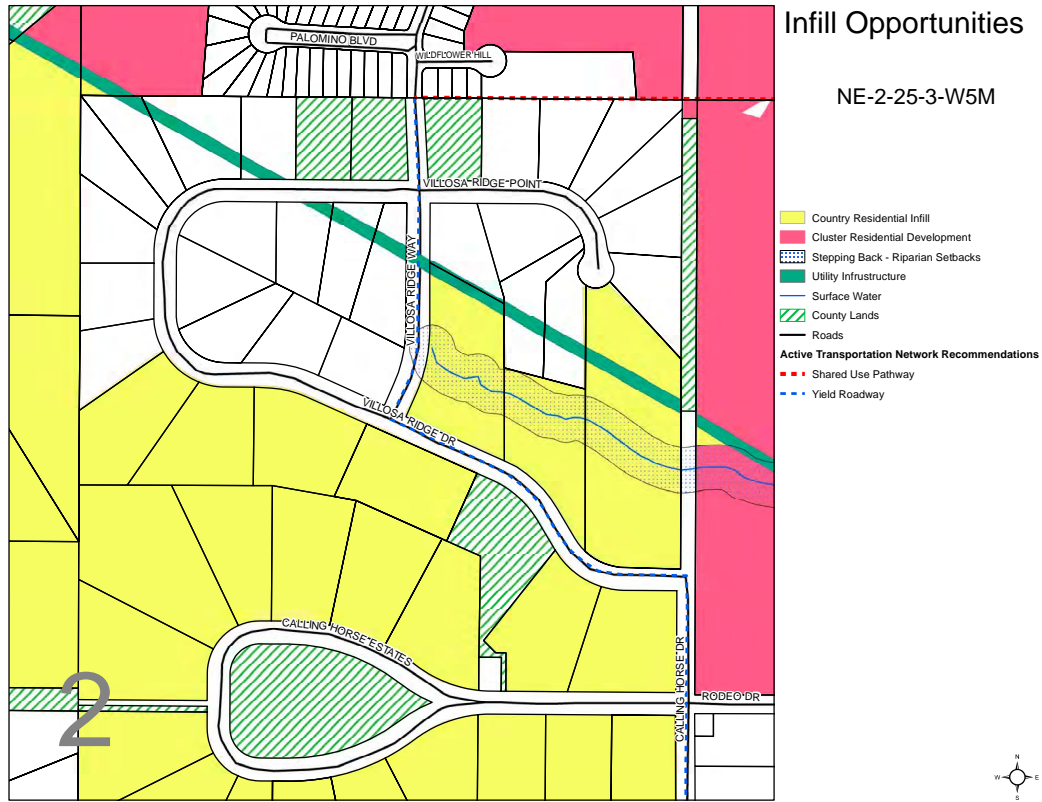 Infill Opportunities
NE-2-25-3-W5M
PALOMINO BLVD
WILDFLOWER HILL
VILLOSA RIDGE POINT
VILLOSA RIDGE WAY
VILLOSA RIDGE DR
CALLING HORSE ESTATES
CALLING HORSE DR
RODEO DR
2
Country Residential Infill
Cluster Residential Development
Stepping Back - Riparian Setbacks
Utility Infrustructure
Surface Water
County Lands
Roads
Active Transportation Network Recommendations
Shared Use Pathway
Yield Roadway
N
W
E
S